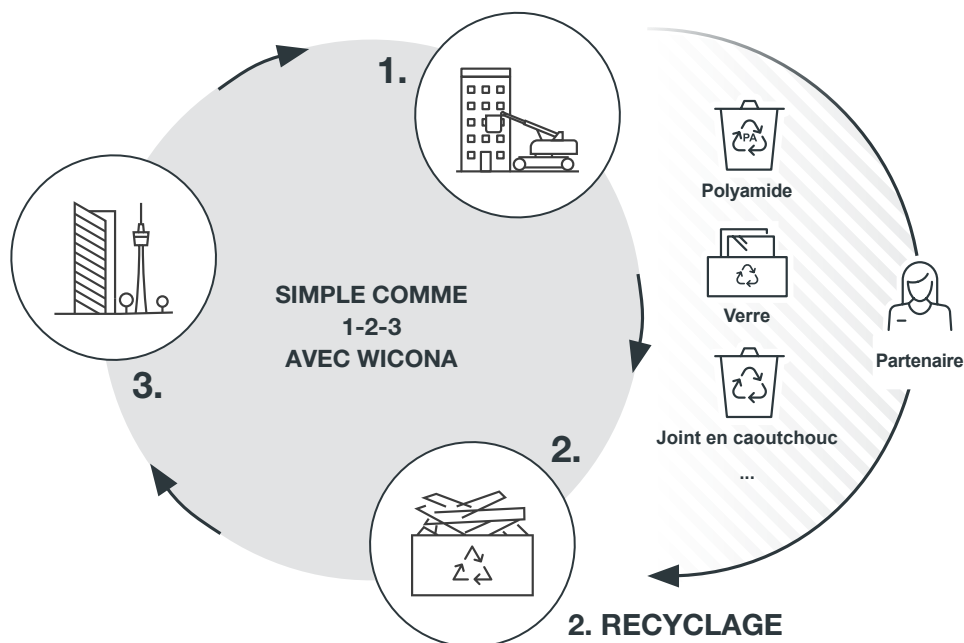 1.
PA
Polyamide
SIMPLE COMME
1-2-3
AVEC WICONA
Verre
Partenaire
3.
Joint en caoutchouc
...
2.
2. RECYCLAGE